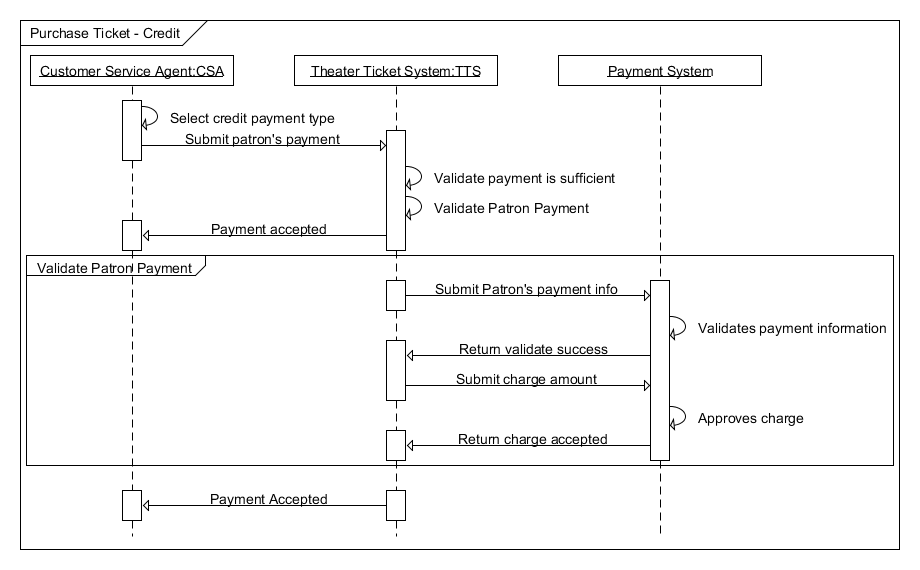 Purchase Ticket - Credit
Customer Service Agent:CSA
Theater Ticket System:TTS
Payment System
Select credit payment type
Submit patron's payment
Validate payment is sufficient
Validate Patron Payment
Payment accepted
Validate Patron Payment
Submit Patron's payment info
Validates payment information
Return validate success
Submit charge amount
Approves charge
Return charge accepted
Payment Accepted